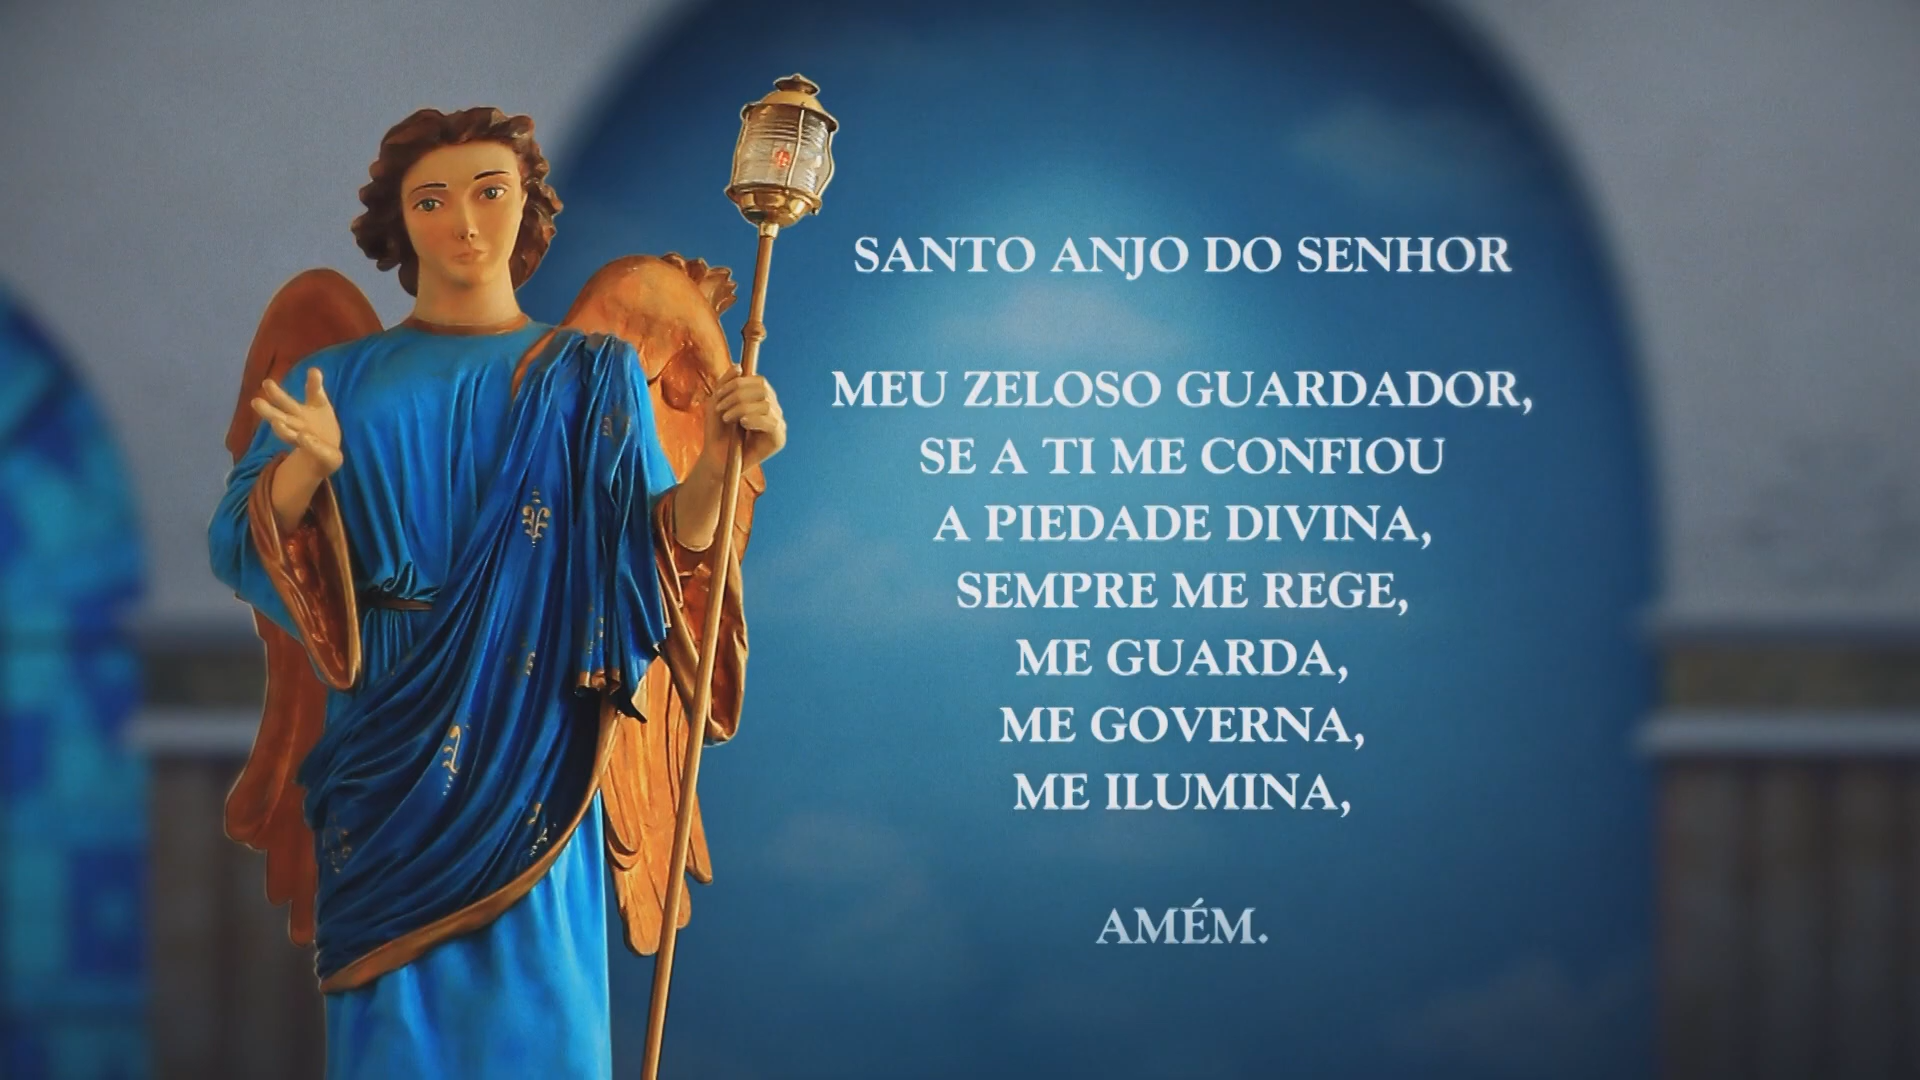 SANTO ANJO DO SENHOR
MEU ZELOSO GUARDADOR,
SE A TI ME CONFIOU
A PIEDADE DIVINA,
SEMPRE ME REGE,
ME GUARDA,
ME GOVERNA,
ME ILUMINA,
AMÉM.